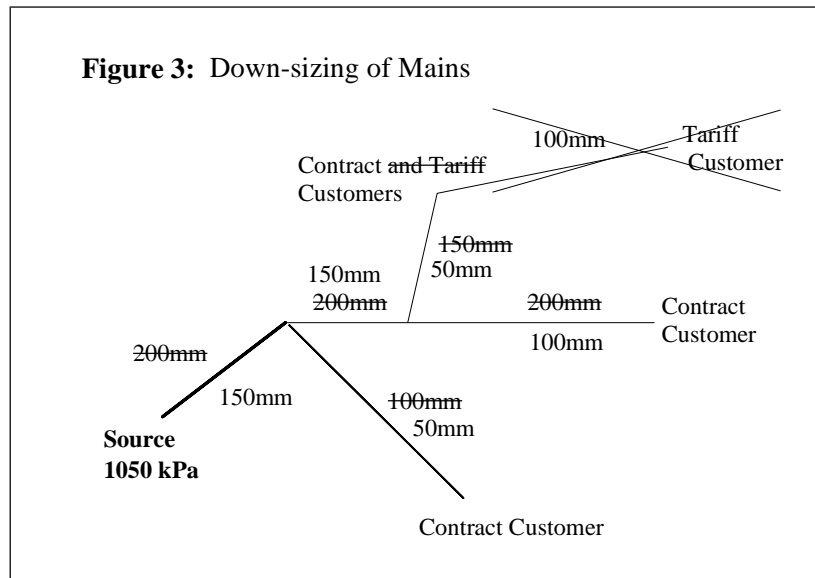 Figure 3: Down-sizing of Mains
100mm
Tariff
Customer
Contract and Tariff
Customers
150mm
50mm
150mm
200mm
200mm
Contract
Customer
100mm
200mm
150mm
100mm
50mm
Source
1050 kPa
Contract Customer